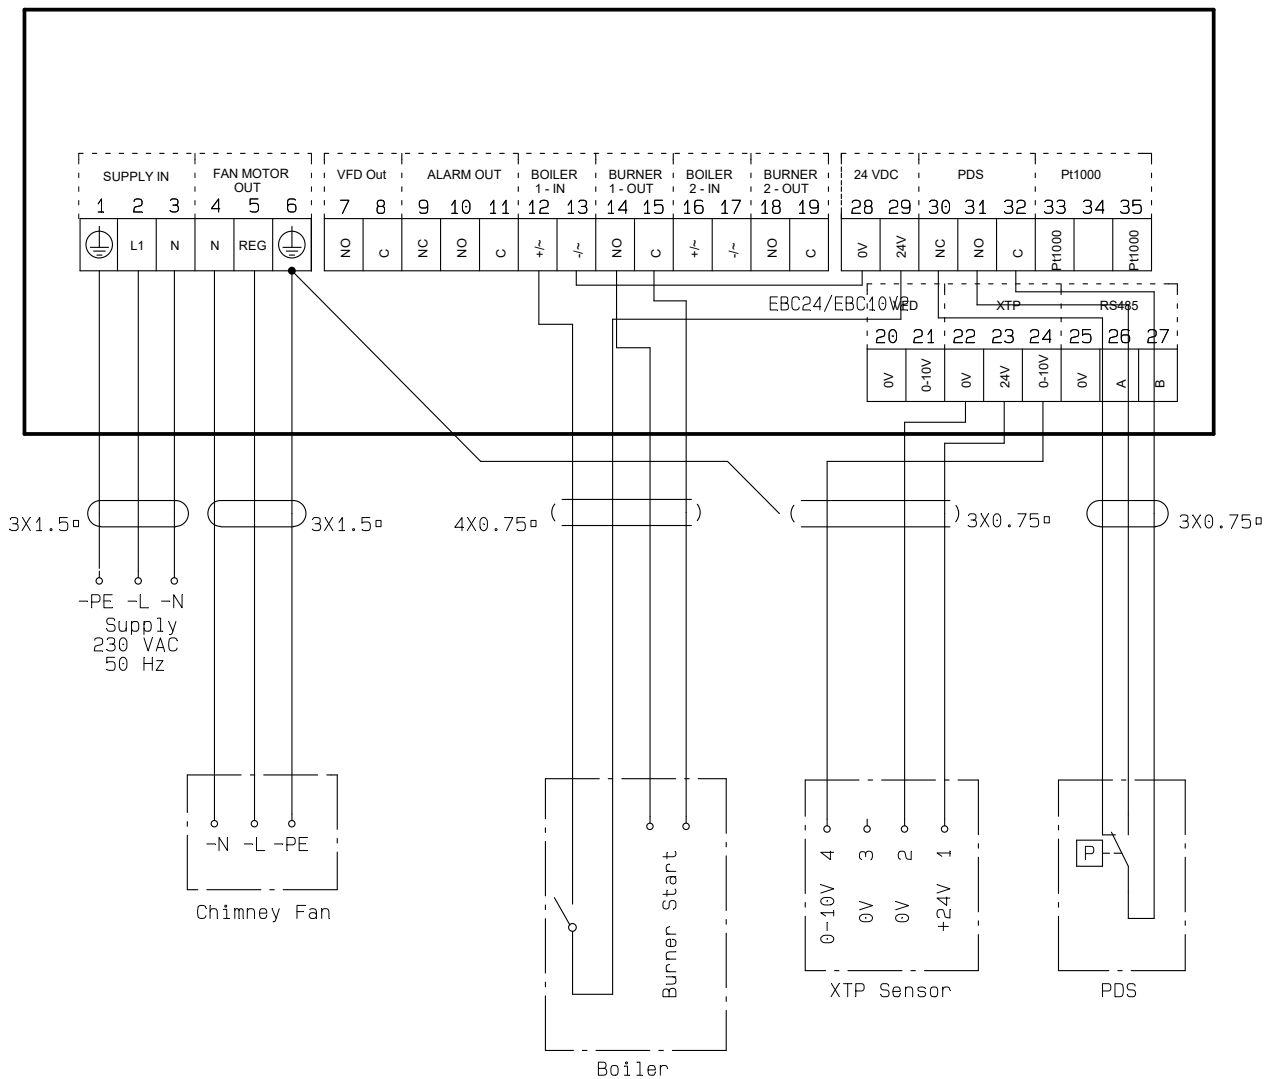 SUPPLY IN FAN MOTOR OUT VFD Out ALARM OUT BOILER 1 - IN BURNER 1 - OUT BOILER 2 - IN BURNER 2 - OUT 24 VDC PDS Pt1000
1 2 3 4 5 6 7 8 9 10 11 12 13 14 15 16 17 18 19 28 29 30 31 32 33 34 35
L1 N N REG NO C NC NO C +/~ -/~ NO C +/~ -/~ NO C 0V 24V NC NO C Pt1000 Pt1000
EBC24/EBC10V2
VFD XTP RS485
20 21 22 23 24 25 26 27
0V 0-10V 0V 24V 0-10V 0V A B
3X1.5▫ 3X1.5▫ 4X0.75▫ 3X0.75▫ 3X0.75▫
-PE -L -N
Supply
230 VAC
50 Hz
-N -L -PE
Chimney Fan
Burner Start
Boiler
4 3 2 1
0-10V 0V 0V +24V
XTP Sensor
P
PDS